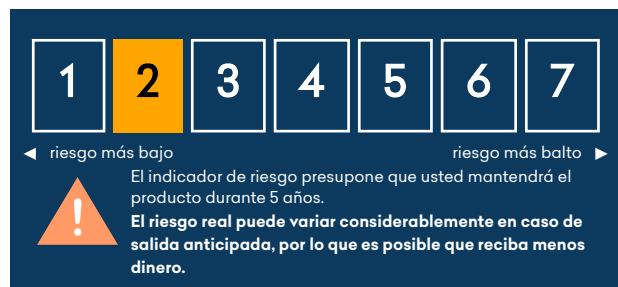 1 2 3 4 5 6 7
◄ riesgo más bajo riesgo más balto ►
El indicador de riesgo presupone que usted mantendrá el
producto durante 5 años.
El riesgo real puede variar considerablemente en caso de
salida anticipada, por lo que es posible que reciba menos
dinero.
!